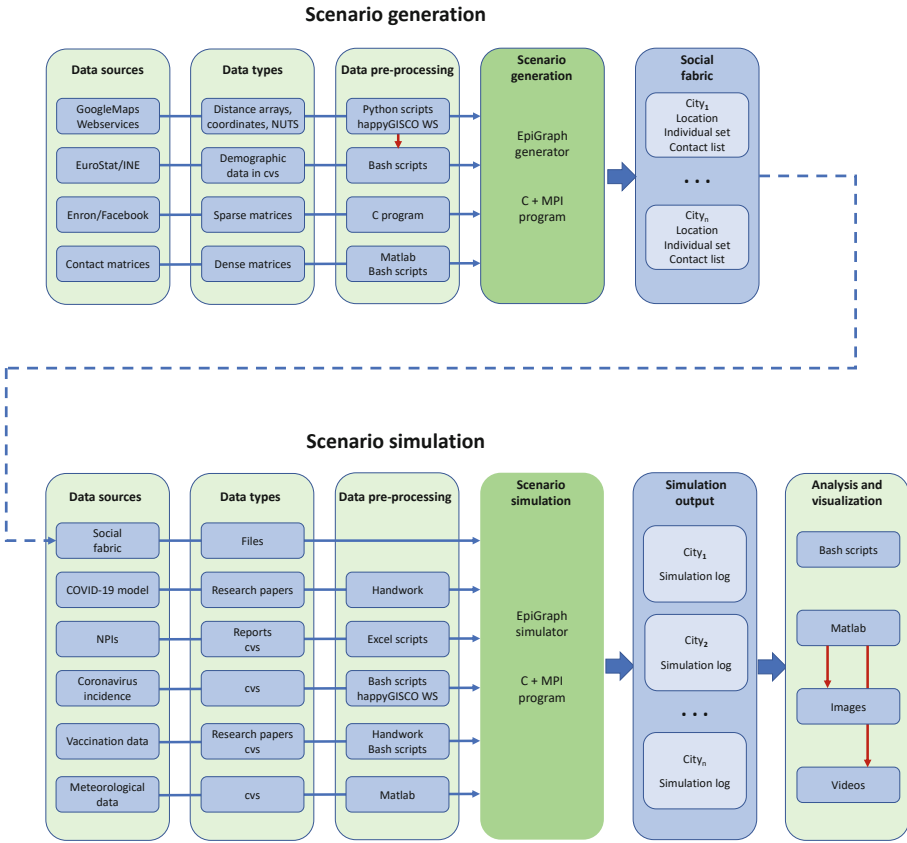 Scenario generation
Data sources
Data types
Data pre-processing
Scenario
generation
Social
fabric
GoogleMaps
Webservices
Distance arrays,
coordinates, NUTS
Python scripts
happyGISCO WS
EuroStat/INE
Demographic
data in cvs
Bash scripts
Enron/Facebook
Sparse matrices
C program
Contact matrices
Dense matrices
Matlab
Bash scripts
EpiGraph
generator
C + MPI
program
City1
Location
Individual set
Contact list
...
Cityn
Location
Individual set
Contact list
Scenario simulation
Data sources
Data types
Data pre-processing
Scenario
simulation
Simulation
output
Analysis and
visualization
Social
fabric
Files
COVID-19 model
Research papers
Handwork
NPIs
Reports
cvs
Excel scripts
Coronavirus
incidence
cvs
Bash scripts
happyGISCO WS
Vaccination data
Research papers
cvs
Handwork
Bash scripts
Meteorological
data
cvs
Matlab
EpiGraph
simulator
C + MPI
program
City1
Simulation log
City2
Simulation log
...
Cityn
Simulation log
Bash scripts
Matlab
Images
Videos